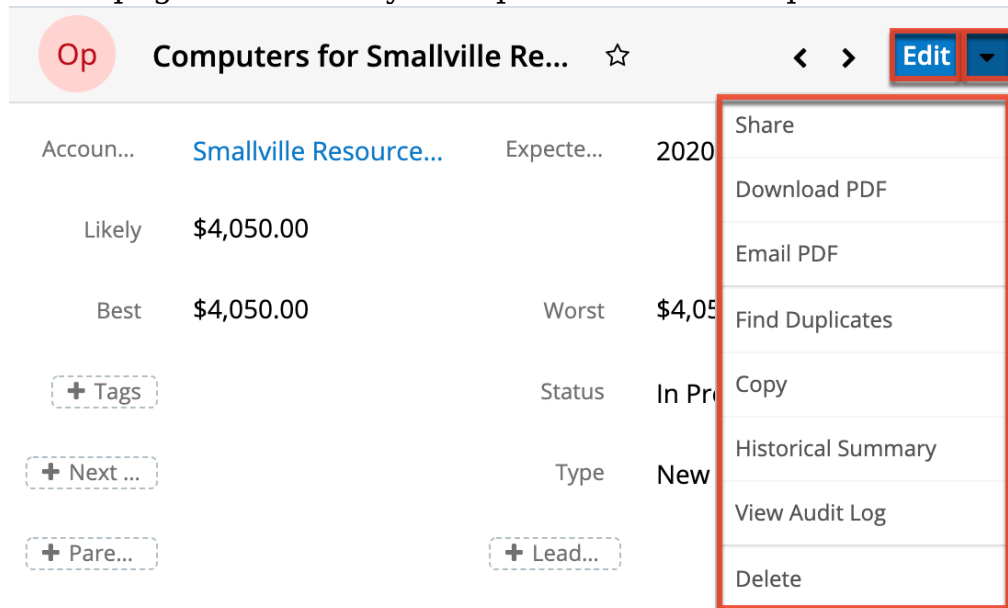 Op Computers for Smallville Re... Edit
Accoun... Smallville Resource... Expecte... 2020
Share
Download PDF
Likely $4,050.00
Email PDF
Best $4,050.00 Worst $4,05
Find Duplicates
+ Tags Status In Pr
Copy
Historical Summary
+ Next ... Type New
View Audit Log
+ Pare... + Lead...
Delete